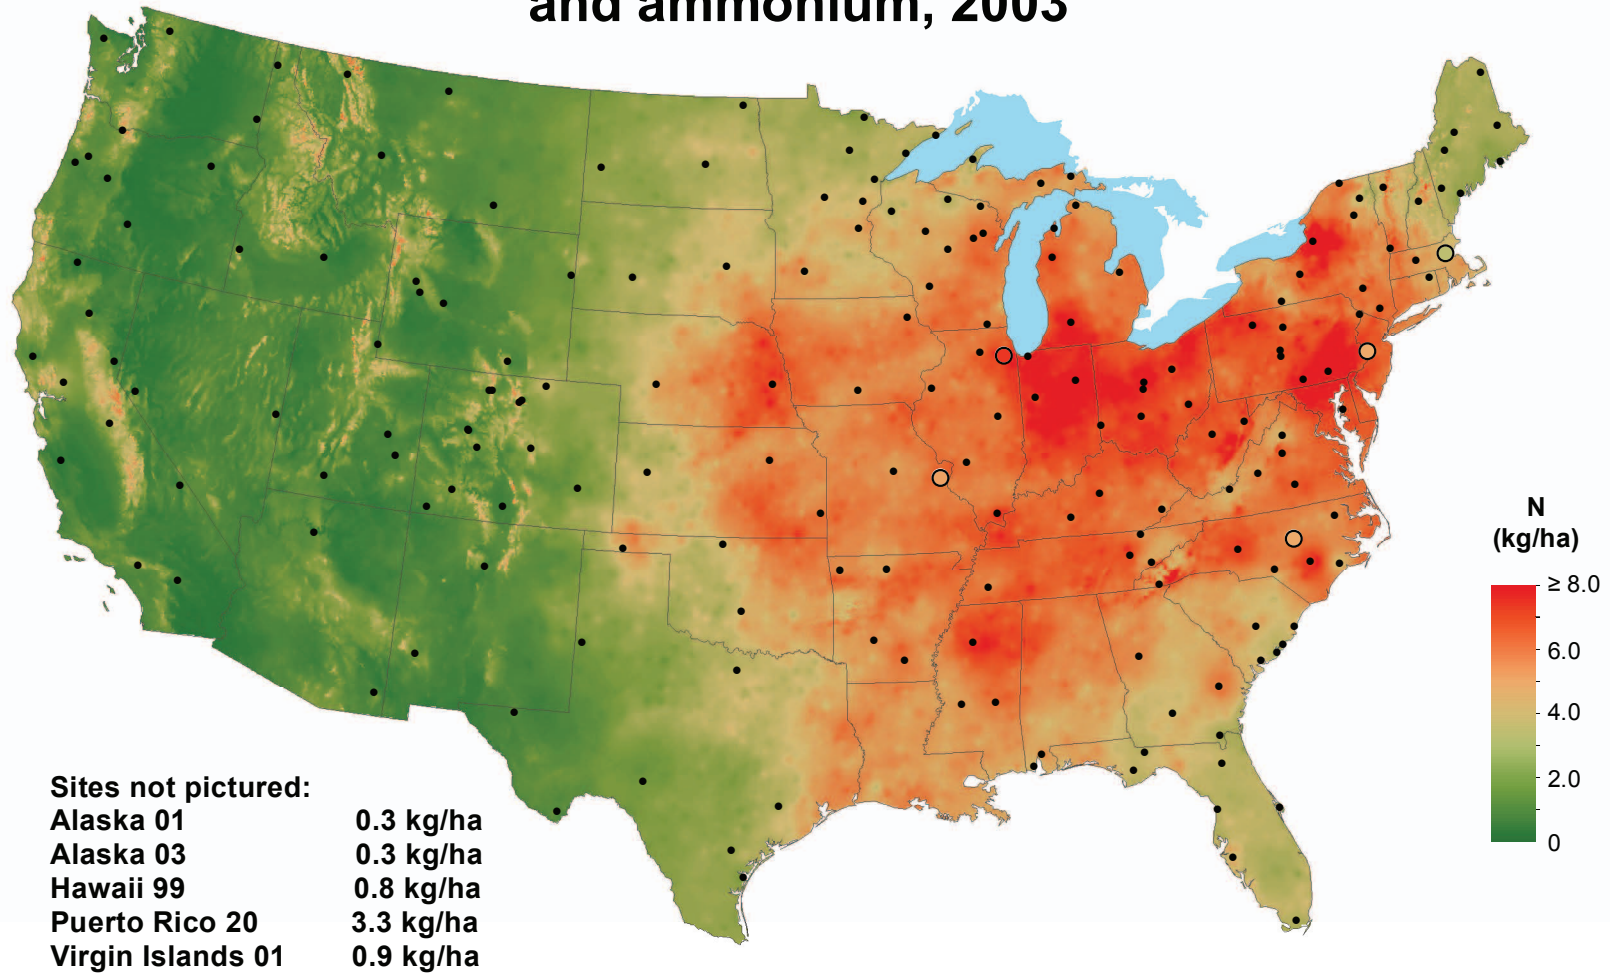 and ammonium, 2003
N
(kg/ha)
≥ 8.0
6.0
4.0
2.0
0
Sites not pictured:
Alaska 01 0.3 kg/ha
Alaska 03 0.3 kg/ha
Hawaii 99 0.8 kg/ha
Puerto Rico 20 3.3 kg/ha
Virgin Islands 01 0.9 kg/ha